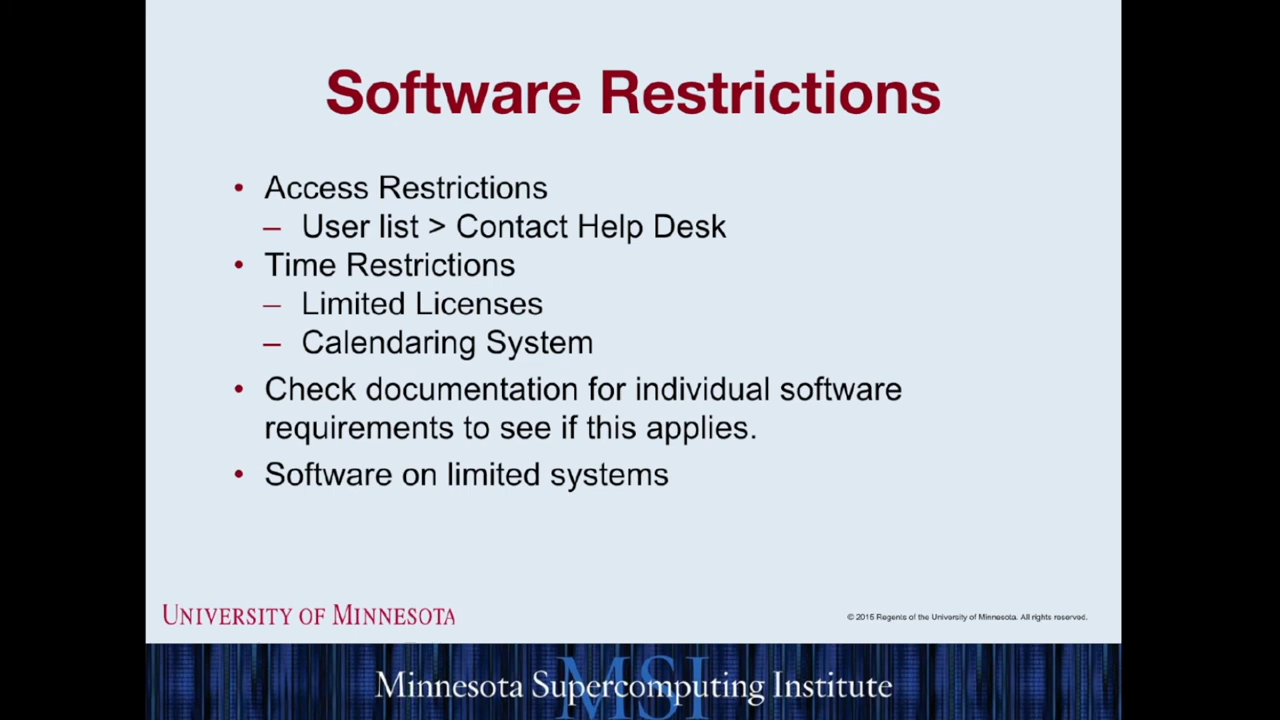 Software Restrictions
• Access Restrictions
– User list > Contact Help Desk
• Time Restrictions
– Limited Licenses
– Calendaring System
• Check documentation for individual software
requirements to see if this applies.
• Software on limited systems
UNIVERSITY OF MINNESOTA
© 2015 Regents of the University of Minnesota. All rights reserved.
MSI
Minnesota Supercomputing Institute